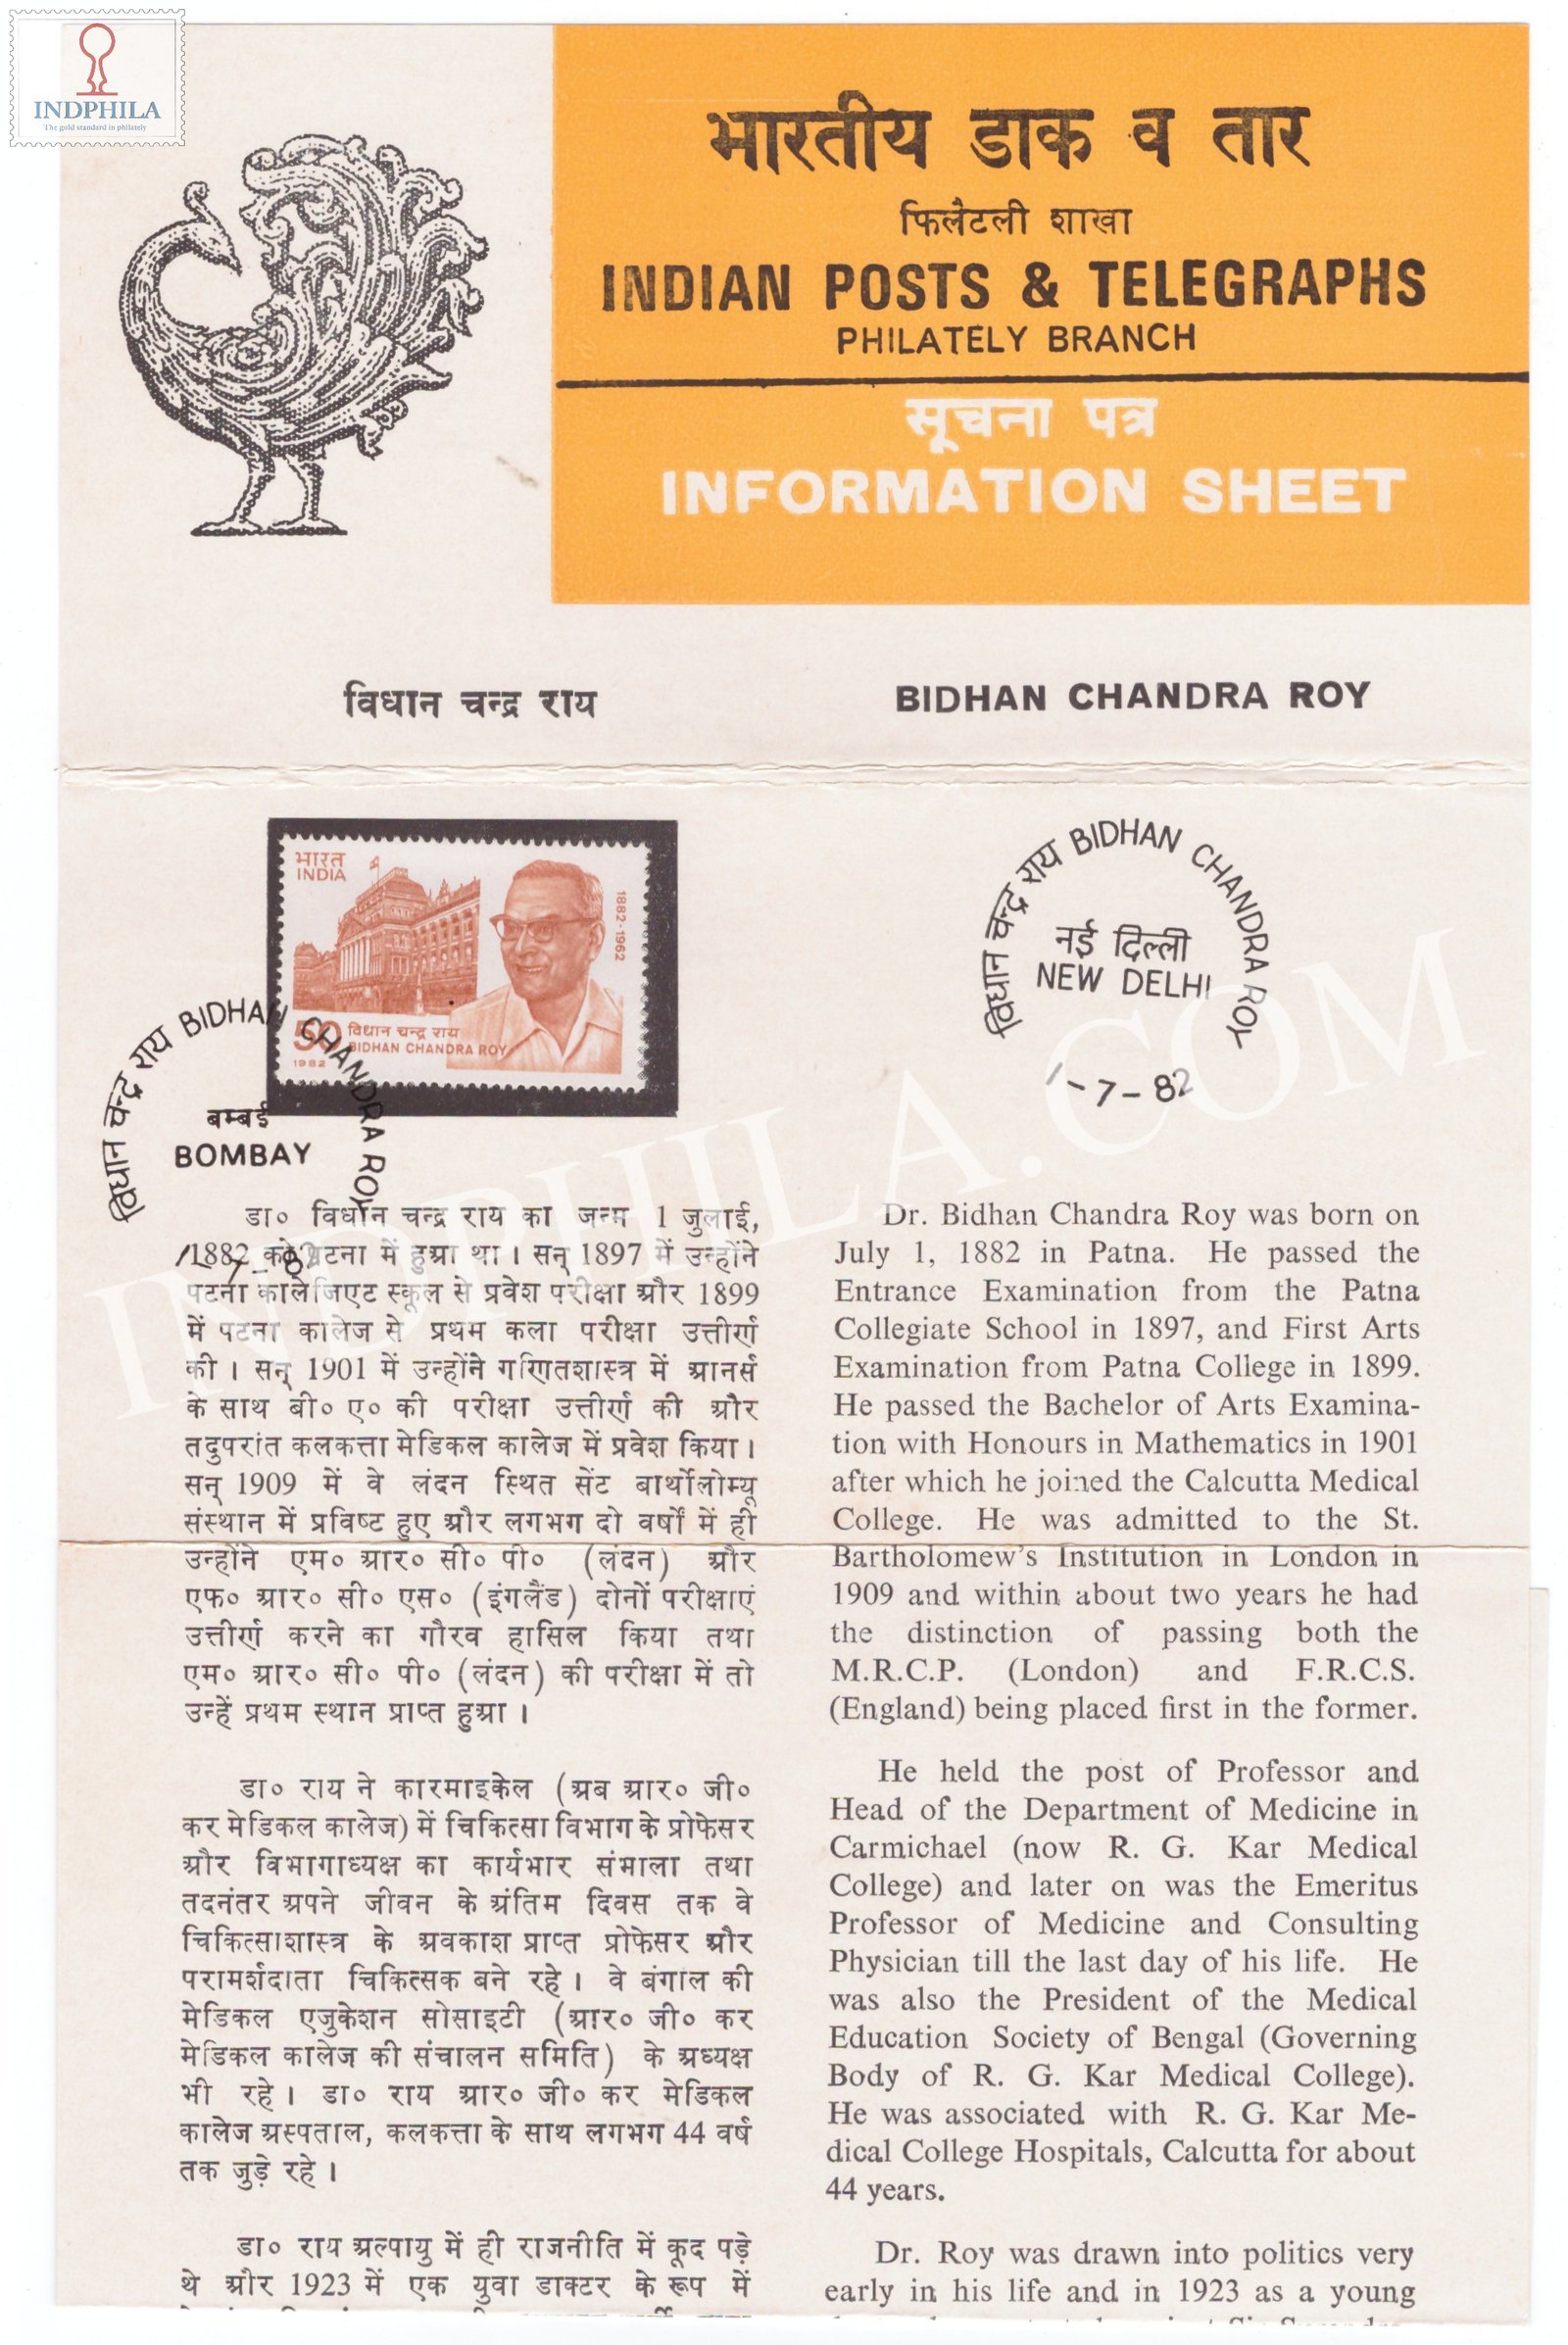 INDPHILA
The gold standard in philately
भारतीय डाक व तार
फिलैटली शाखा
INDIAN POSTS & TELEGRAPHS
PHILATELY BRANCH
सूचना पत्र
INFORMATION SHEET
विधान चन्द्र राय
BIDHAN CHANDRA ROY
भारत
INDIA
1882-1962
50 विधान चन्द्र राय
BIDHAN CHANDRA ROY
1982
विधान चन्द्र राय BIDHAN CHANDRA ROY
बम्बई
BOMBAY
विधान चन्द्र राय BIDHAN CHANDRA ROY
नई दिल्ली
NEW DELHI
1-7-82
INDPHILA.COM
डा० विधान चन्द्र राय का जन्म 1 जुलाई,
1882 को पटना में हुआ था। सन् 1897 में उन्होंने
पटना कालेजिएट स्कूल से प्रवेश परीक्षा और 1899
में पटना कालेज से प्रथम कला परीक्षा उत्तीर्ण
की। सन् 1901 में उन्होंने गणितशास्त्र में आनर्स
के साथ बी० ए० की परीक्षा उत्तीर्ण की और
तदुपरांत कलकत्ता मेडिकल कालेज में प्रवेश किया।
सन् 1909 में वे लंदन स्थित सेंट बार्थोलोम्यू
संस्थान में प्रविष्ट हुए और लगभग दो वर्षों में ही
उन्होंने एम० आर० सी० पी० (लंदन) और
एफ० आर० सी० एस० (इंगलैंड) दोनों परीक्षाएं
उत्तीर्ण करने का गौरव हासिल किया तथा
एम० आर० सी० पी० (लंदन) की परीक्षा में तो
उन्हें प्रथम स्थान प्राप्त हुआ।
डा० राय ने कारमाइकेल (अब आर० जी०
कर मेडिकल कालेज) में चिकित्सा विभाग के प्रोफेसर
और विभागाध्यक्ष का कार्यभार संभाला तथा
तदनंतर अपने जीवन के अंतिम दिवस तक वे
चिकित्साशास्त्र के अवकाश प्राप्त प्रोफेसर और
परामर्शदाता चिकित्सक बने रहे। वे बंगाल की
मेडिकल एजुकेशन सोसाइटी (आर० जी० कर
मेडिकल कालेज की संचालन समिति) के अध्यक्ष
भी रहे। डा० राय आर० जी० कर मेडिकल
कालेज अस्पताल, कलकत्ता के साथ लगभग 44 वर्ष
तक जुड़े रहे।
डा० राय अल्पायु में ही राजनीति में कूद पड़े
थे और 1923 में एक युवा डाक्टर के रूप में
Dr. Bidhan Chandra Roy was born on
July 1, 1882 in Patna. He passed the
Entrance Examination from the Patna
Collegiate School in 1897, and First Arts
Examination from Patna College in 1899.
He passed the Bachelor of Arts Examina-
tion with Honours in Mathematics in 1901
after which he joined the Calcutta Medical
College. He was admitted to the St.
Bartholomew's Institution in London in
1909 and within about two years he had
the distinction of passing both the
M.R.C.P. (London) and F.R.C.S.
(England) being placed first in the former.
He held the post of Professor and
Head of the Department of Medicine in
Carmichael (now R. G. Kar Medical
College) and later on was the Emeritus
Professor of Medicine and Consulting
Physician till the last day of his life. He
was also the President of the Medical
Education Society of Bengal (Governing
Body of R. G. Kar Medical College).
He was associated with R. G. Kar Me-
dical College Hospitals, Calcutta for about
44 years.
Dr. Roy was drawn into politics very
early in his life and in 1923 as a young